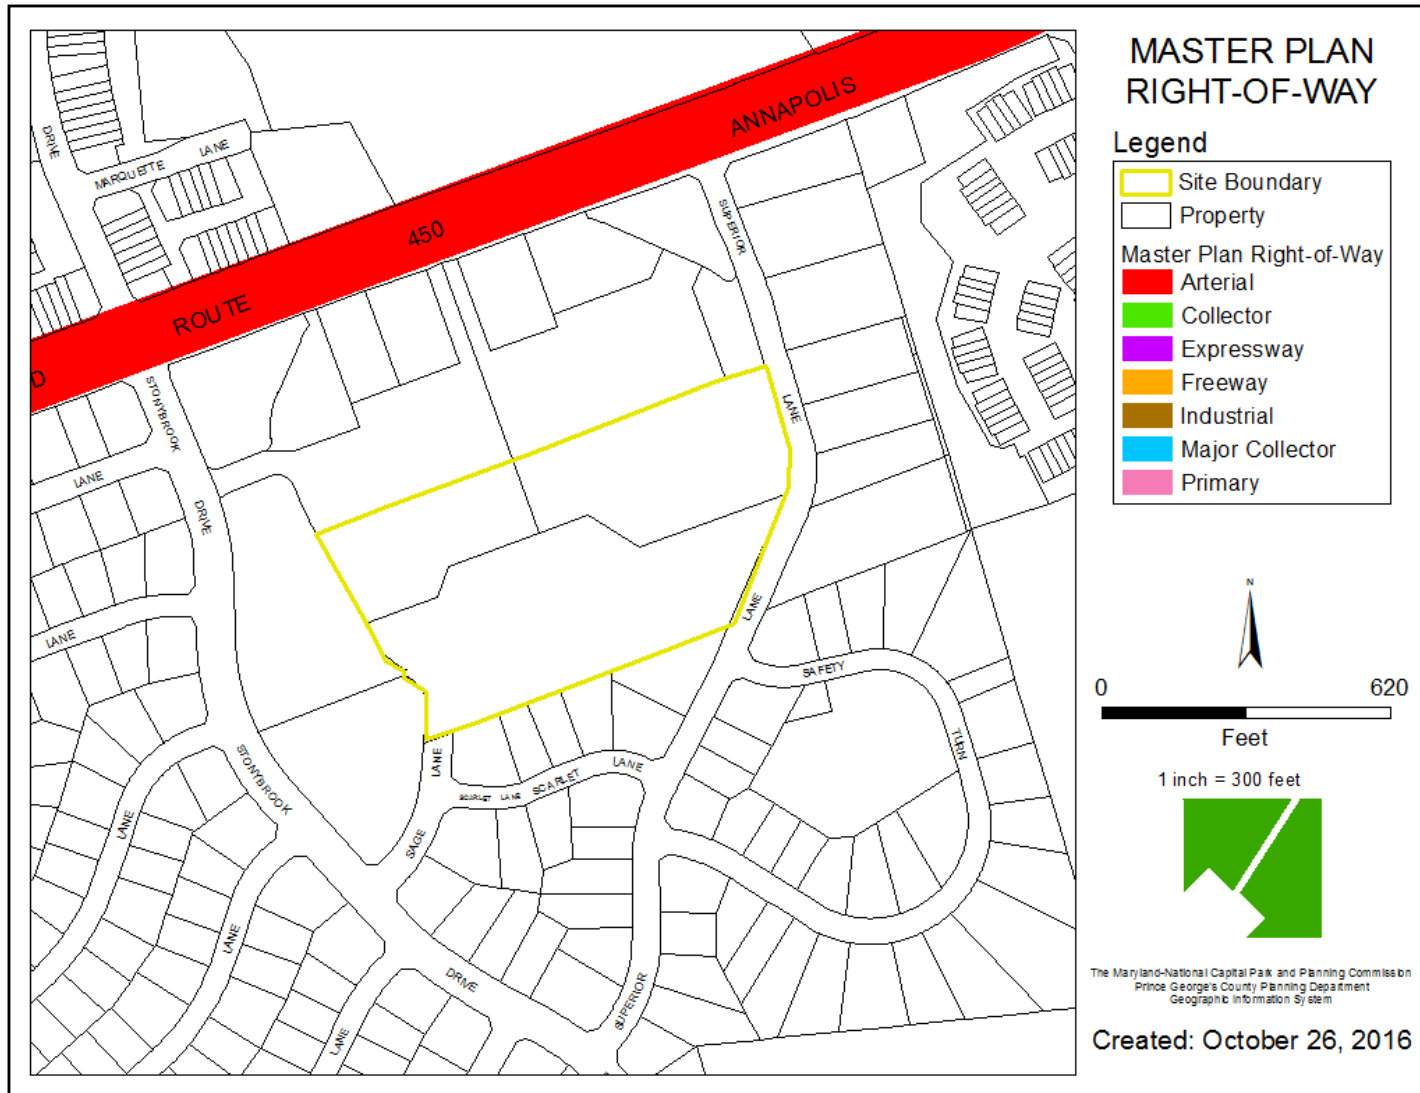 MASTER PLAN
RIGHT-OF-WAY
Legend
Site Boundary
Property
Master Plan Right-of-Way
Arterial
Collector
Expressway
Freeway
Industrial
Major Collector
Primary
N
0 620
Feet
1 inch = 300 feet
The Maryland-National Capital Park and Planning Commission
Prince George's County Planning Department
Geographic Information System
Created: October 26, 2016
DRIVE
MARQUETTE LANE
ANNAPOLIS
450
ROUTE
D
SUPERIOR
LANE
LANE
STONYBROOK
DRIVE
LANE
LANE
SAFETY
TURN
LANE
SCARLET LANE
SCARLET
LANE
SAGE
STONYBROOK
LANE
LANE
DRIVE
LANE
SUPERIOR